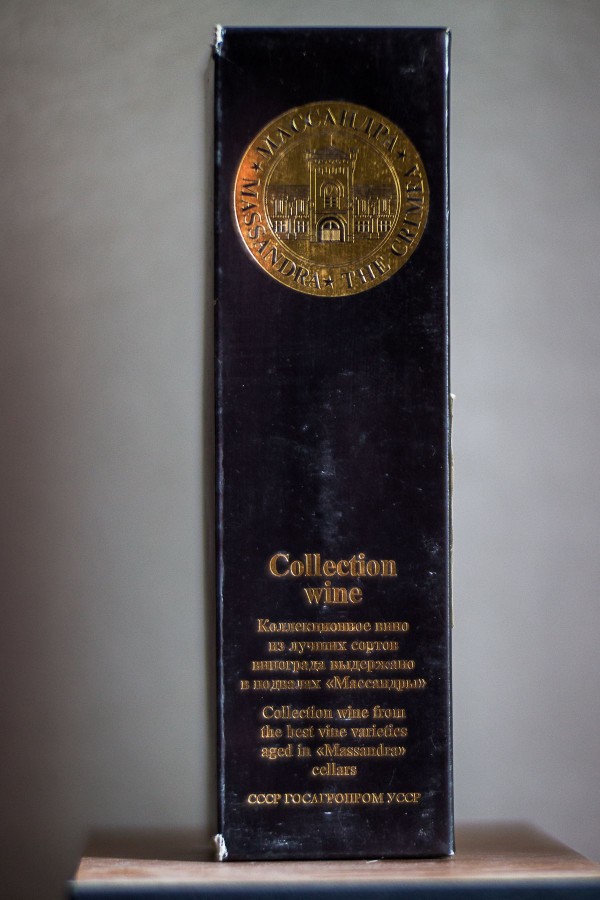 ★ МАССАНДРА ★
MASSANDRA ★ THE CRIMEA
Collection
wine
Коллекционное вино
из лучших сортов
винограда выдержано
в подвалах «Массандры»
Collection wine from
the best vine varieties
aged in «Massandra»
cellars
СССР ГОСАГРОПРОМ УССР